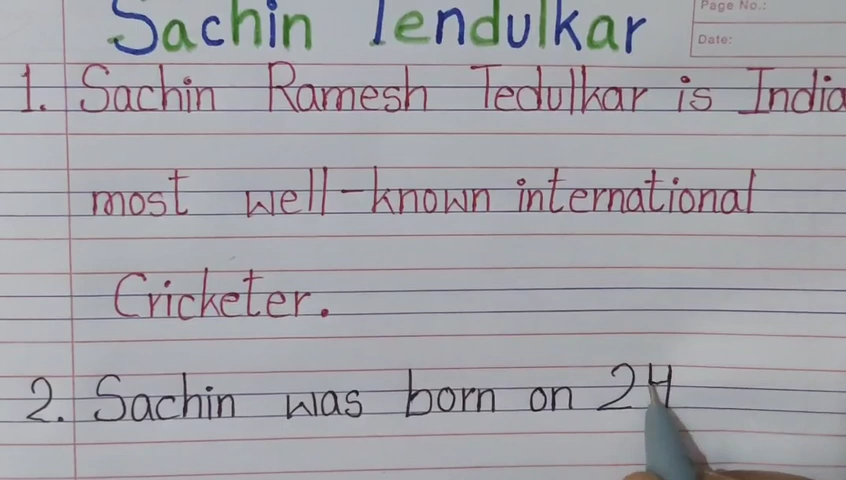 Page No.:
Date:
Sachin Tendulkar
1. Sachin Ramesh Tedulkar is India
most well-known international
Cricketer.
2. Sachin was born on 24